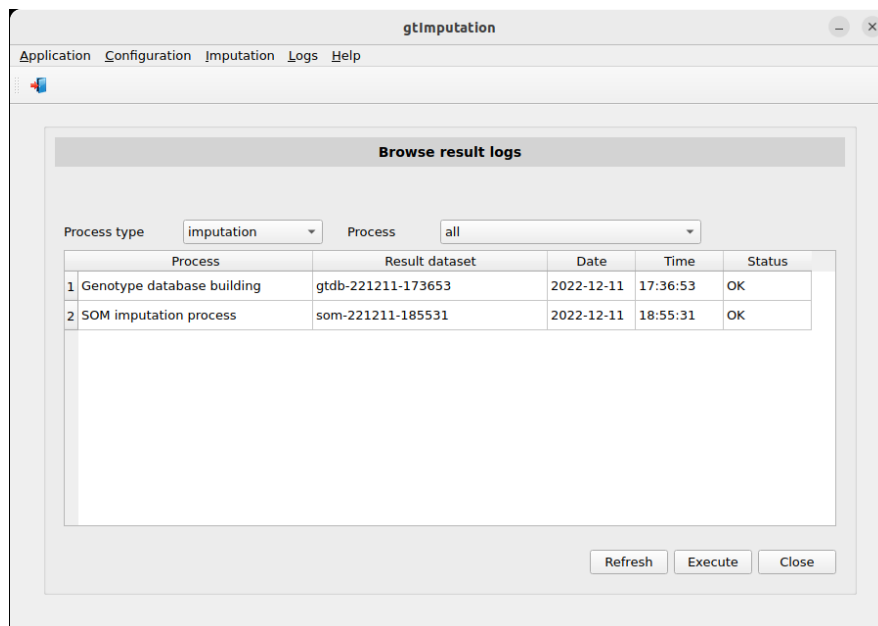 gtImputation
Application Configuration Imputation Logs Help
Browse result logs
Process type imputation Process all
Process Result dataset Date Time Status
1 Genotype database building gtdb-221211-173653 2022-12-11 17:36:53 OK
2 SOM imputation process som-221211-185531 2022-12-11 18:55:31 OK
Refresh Execute Close